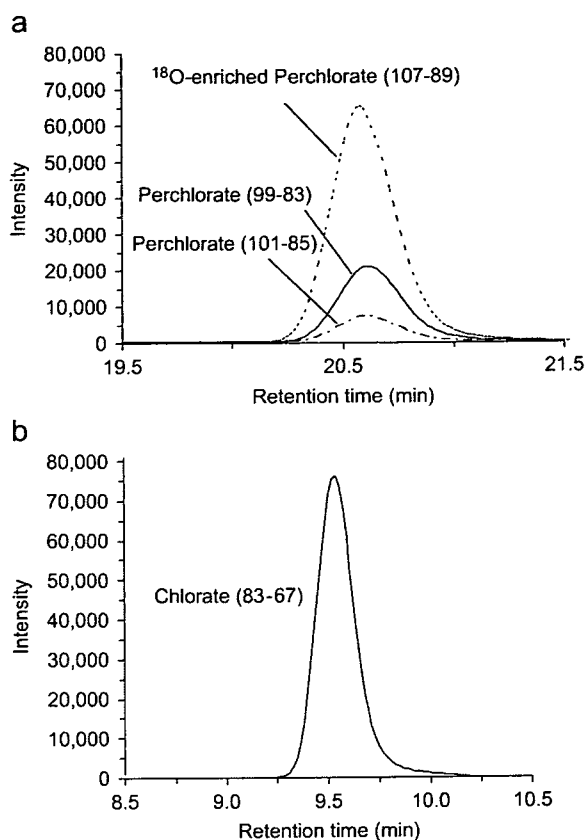 a
80,000
¹⁸O-enriched Perchlorate (107-89)
70,000
60,000
50,000
40,000
Perchlorate (99-83)
30,000
Perchlorate (101-85)
20,000
10,000
0
Intensity
19.5 20.5 21.5
Retention time (min)
b
80,000
70,000
60,000
50,000
Chlorate (83-67)
40,000
30,000
20,000
10,000
0
Intensity
8.5 9.0 9.5 10.0 10.5
Retention time (min)